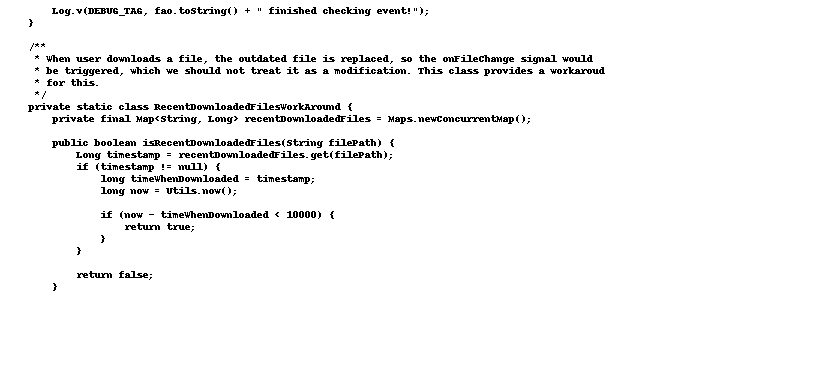 Log.v(DEBUG_TAG, fao.toString() + " finished checking event!");
}
/**
* When user downloads a file, the outdated file is replaced, so the onFileChange signal would
* be triggered, which we should not treat it as a modification. This class provides a workaroud
* for this.
*/
private static class RecentDownloadedFilesWorkAround {
private final Map<String, Long> recentDownloadedFiles = Maps.newConcurrentMap();
public boolean isRecentDownloadedFiles(String filePath) {
Long timestamp = recentDownloadedFiles.get(filePath);
if (timestamp != null) {
long timeWhenDownloaded = timestamp;
long now = Utils.now();
if (now - timeWhenDownloaded < 10000) {
return true;
}
}
return false;
}